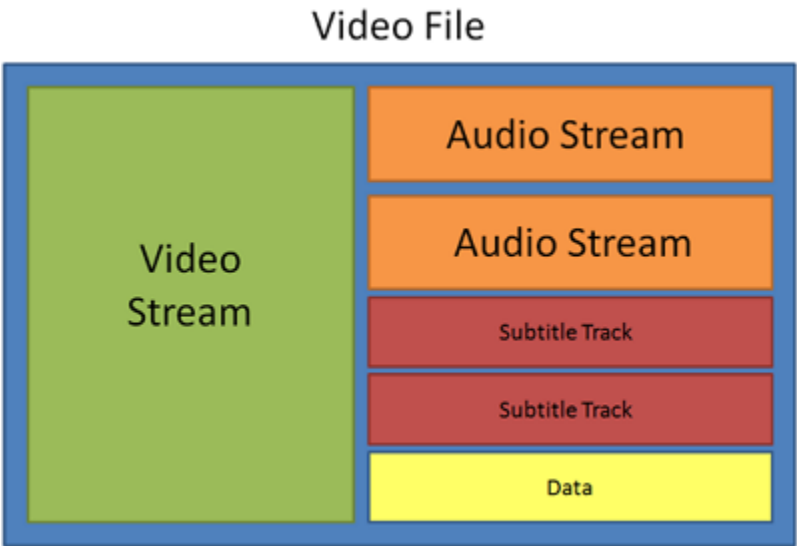 Video File
Video
Stream
Audio Stream
Audio Stream
Subtitle Track
Subtitle Track
Data